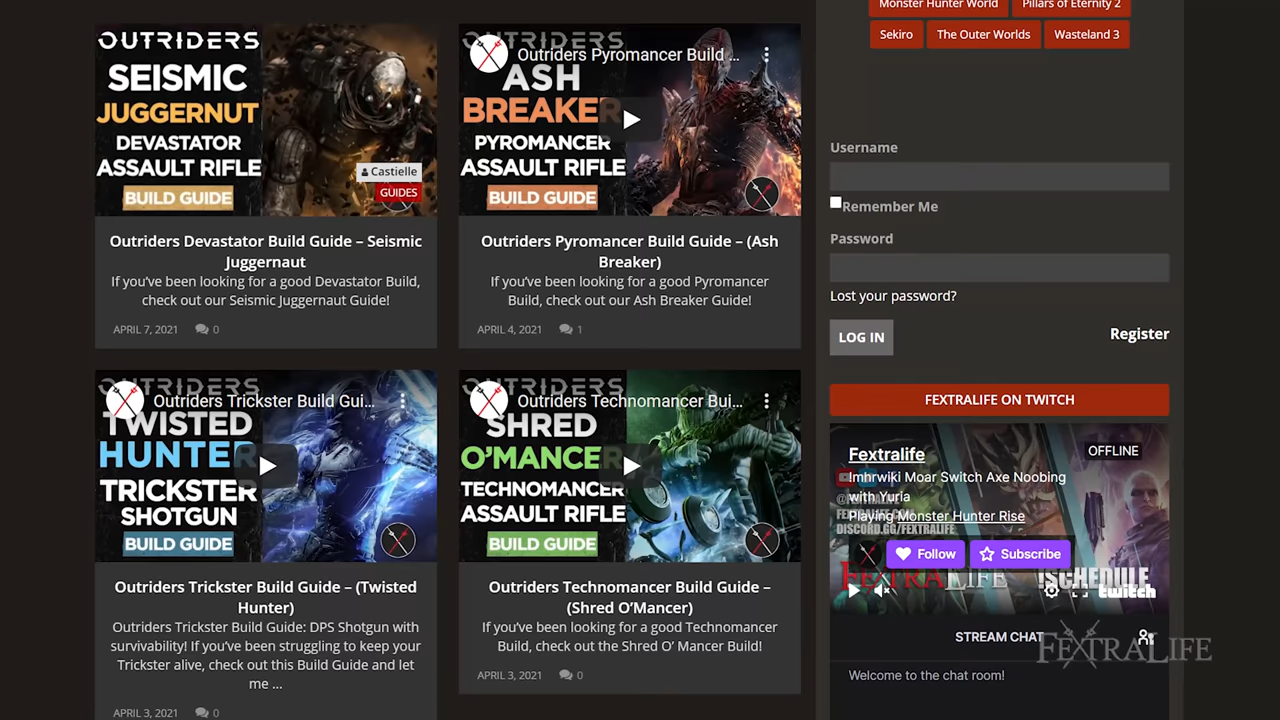 OUTRIDERS
SEISMIC
JUGGERNUT
DEVASTATOR
ASSAULT RIFLE
BUILD GUIDE
Castielle
GUIDES
Outriders Devastator Build Guide – Seismic
Juggernaut
If you've been looking for a good Devastator Build,
check out our Seismic Juggernaut Guide!
APRIL 7, 2021 0
Outriders Pyromancer Build ...
ASH
BREAKER
PYROMANCER
ASSAULT RIFLE
BUILD GUIDE
Outriders Pyromancer Build Guide – (Ash
Breaker)
If you've been looking for a good Pyromancer
Build, check out our Ash Breaker Guide!
APRIL 4, 2021 1
OUTRIDERS
Outriders Trickster Build Gui...
TWISTED
HUNTER
TRICKSTER
SHOTGUN
BUILD GUIDE
Outriders Trickster Build Guide – (Twisted
Hunter)
Outriders Trickster Build Guide: DPS Shotgun with
survivability! If you've been struggling to keep your
Trickster alive, check out this Build Guide and let
me ...
APRIL 3, 2021 0
OUTRIDERS
Outriders Technomancer Bui...
SHRED
O'MANCER
TECHNOMANCER
ASSAULT RIFLE
BUILD GUIDE
Outriders Technomancer Build Guide –
(Shred O'Mancer)
If you've been looking for a good Technomancer
Build, check out the Shred O' Mancer Build!
APRIL 3, 2021 0
Monster Hunter World Pillars of Eternity 2
Sekiro The Outer Worlds Wasteland 3
Username
Remember Me
Password
Lost your password?
LOG IN Register
FEXTRALIFE ON TWITCH
Fextralife OFFLINE
!mhrwiki Moar Switch Axe Noobing
with Yuria
Playing Monster Hunter Rise
DISCORD.GG/FEXTRALIFE
Follow Subscribe
FEXTRALIFE !SCHEDULE
twitch
STREAM CHAT
FEXTRALIFE
Welcome to the chat room!